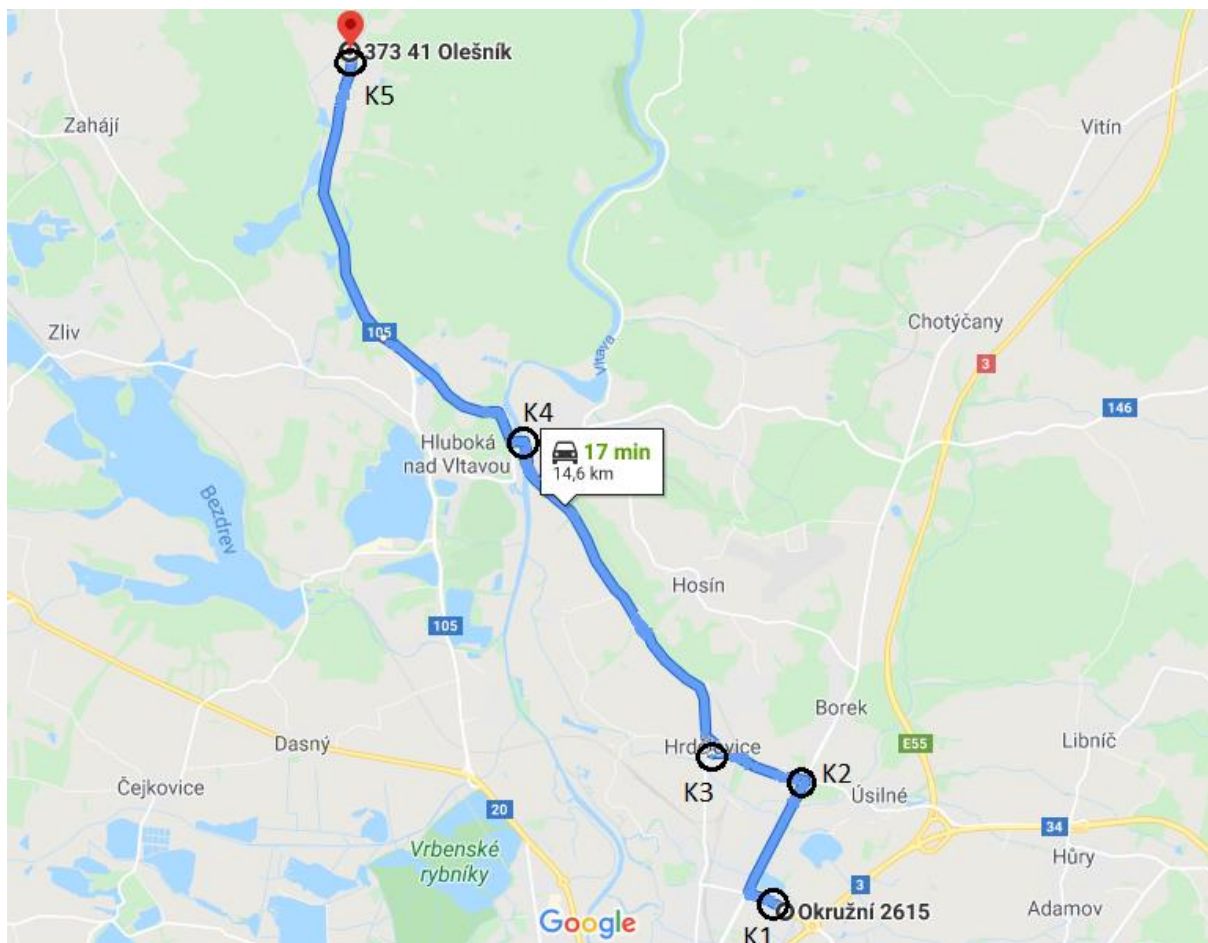 373 41 Olešník
K5
Zahájí
Vitín
Zliv
105
Vltava
Chotýčany
3
146
K4
Hluboká
nad Vltavou
17 min
14,6 km
Bezdrev
Hosín
105
Borek
Hrdějovice
E55
Libníč
Dasný
K3
K2
Úsilné
Čejkovice
20
34
Vrbenské
rybníky
Hůry
3
Okružní 2615
Adamov
Google
K1